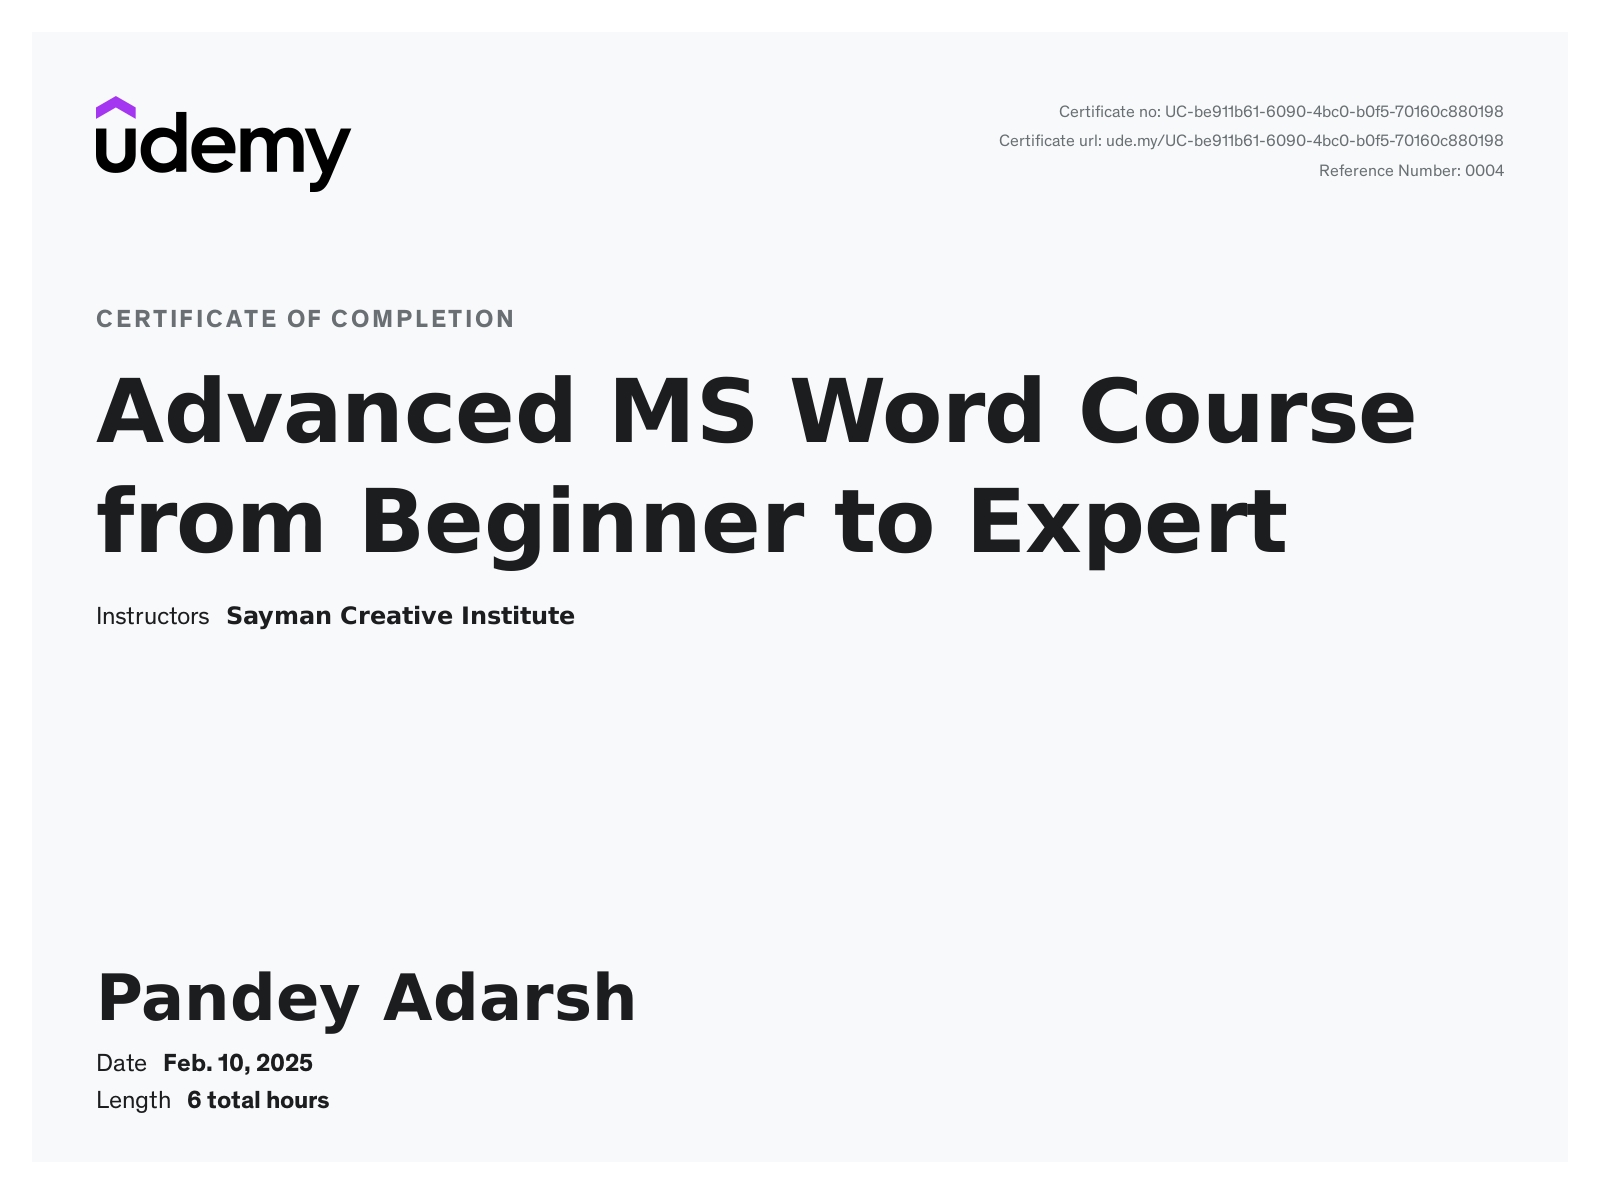 udemy
Certificate no: UC-be911b61-6090-4bc0-b0f5-70160c880198
Certificate url: ude.my/UC-be911b61-6090-4bc0-b0f5-70160c880198
Reference Number: 0004
CERTIFICATE OF COMPLETION
Advanced MS Word Course
from Beginner to Expert
Instructors Sayman Creative Institute
Pandey Adarsh
Date Feb. 10, 2025
Length 6 total hours